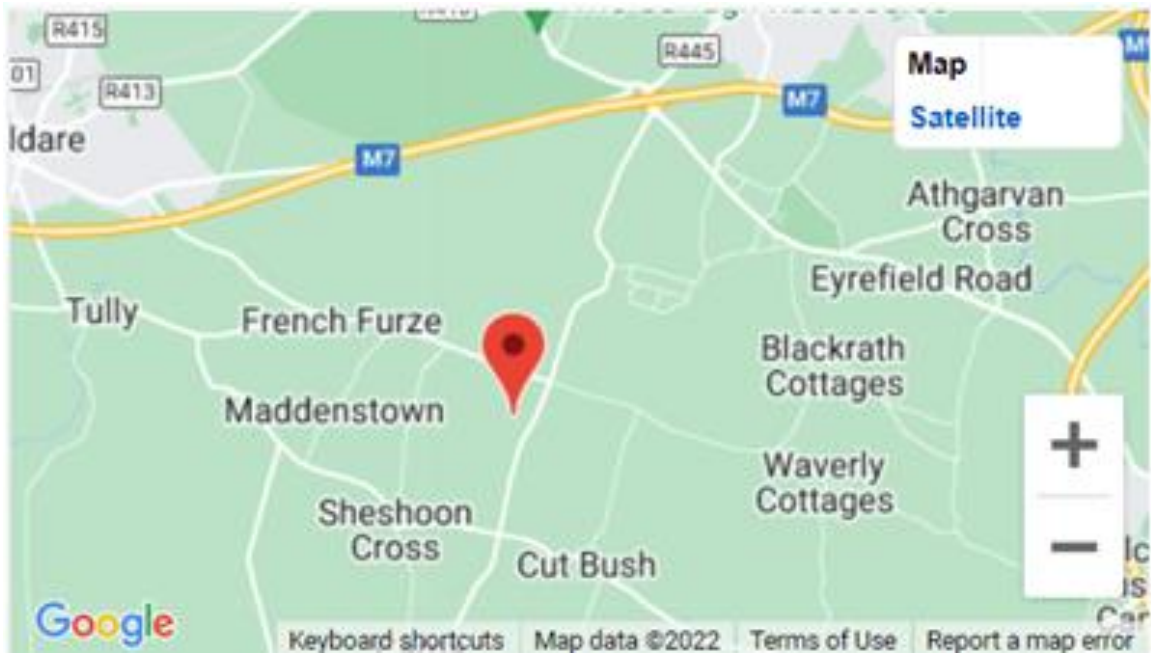 R415
R445
Map
M7
R413
Satellite
ldare
M7
Athgarvan
Cross
Eyrefield Road
Tully
French Furze
Blackrath
Cottages
Maddenstown
Waverly
Cottages
Sheshoon
Cross
Cut Bush
+
−
Google
Keyboard shortcuts
Map data ©2022
Terms of Use
Report a map error